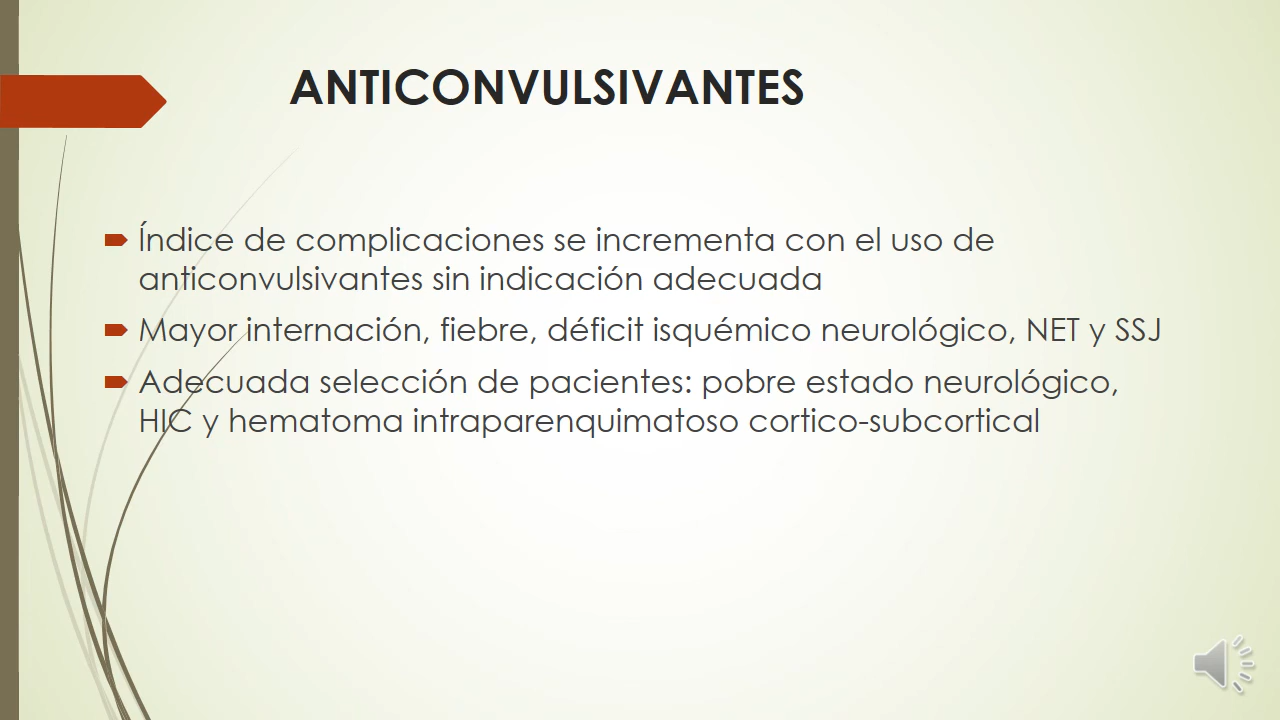 ANTICONVULSIVANTES
Índice de complicaciones se incrementa con el uso de
anticonvulsivantes sin indicación adecuada
Mayor internación, fiebre, déficit isquémico neurológico, NET y SSJ
Adecuada selección de pacientes: pobre estado neurológico,
HIC y hematoma intraparenquimatoso cortico-subcortical